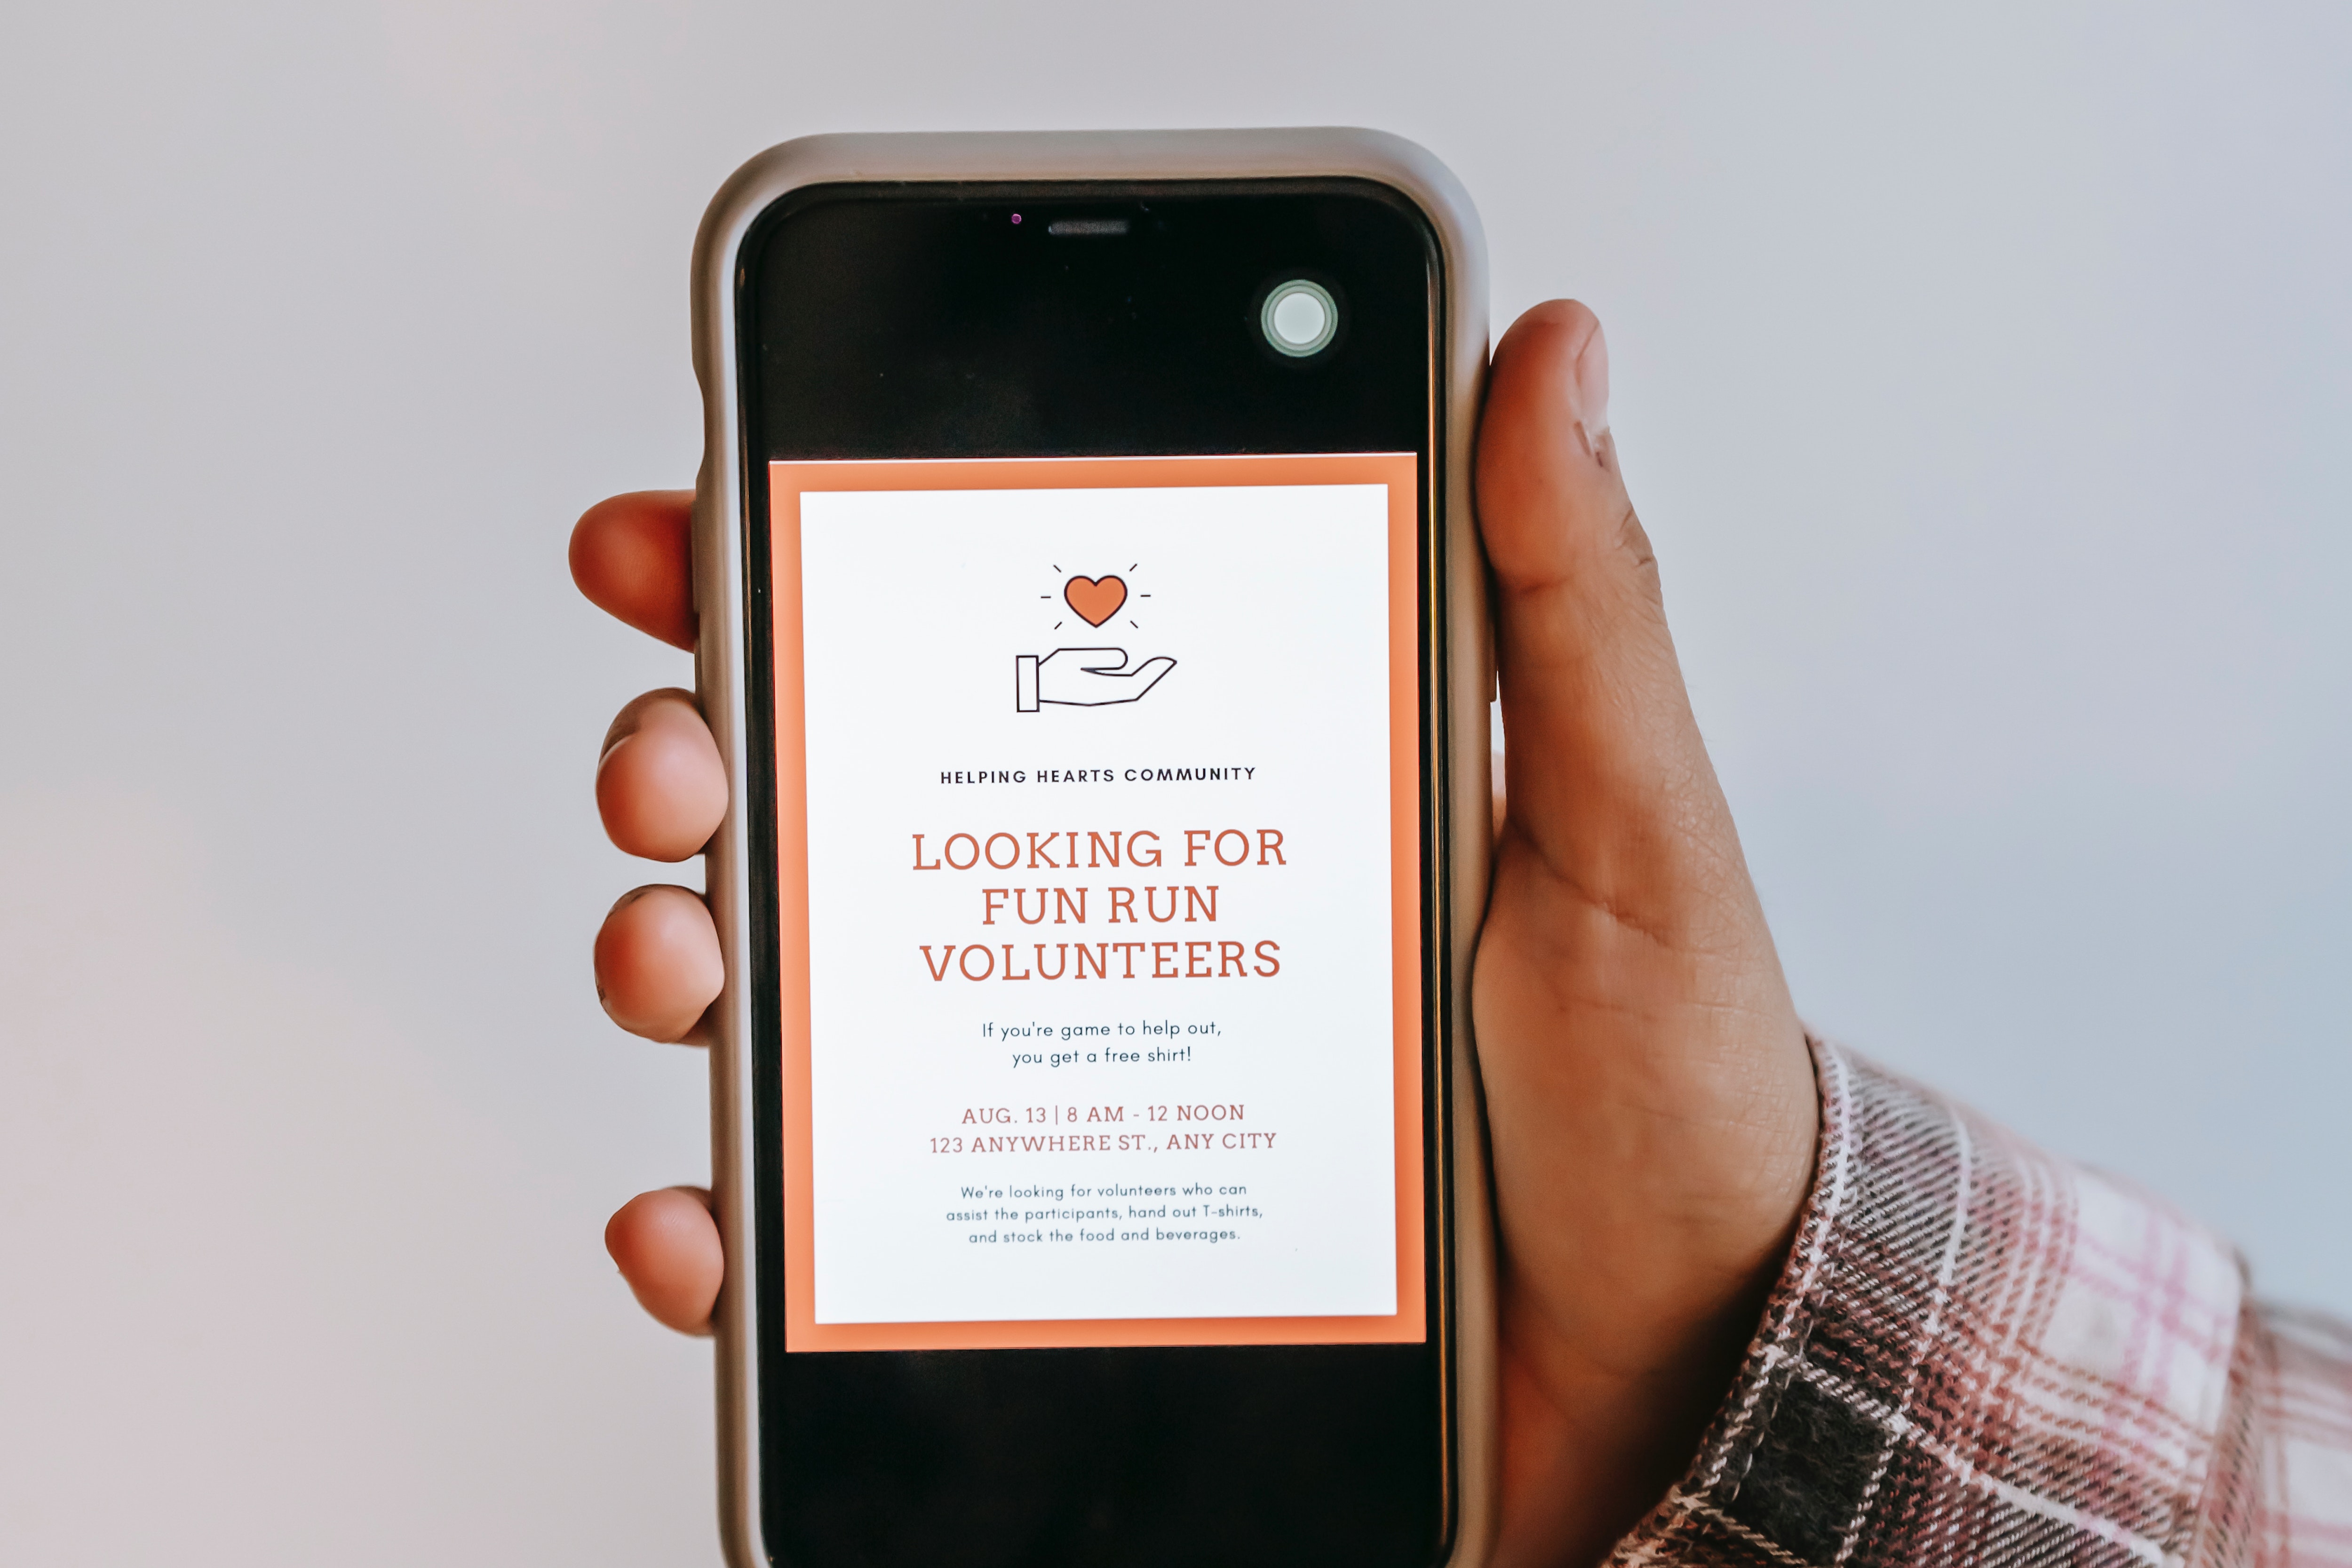 HELPING HEARTS COMMUNITY
LOOKING FOR
FUN RUN
VOLUNTEERS
If you're game to help out,
you get a free shirt!
AUG. 13 | 8 AM - 12 NOON
123 ANYWHERE ST., ANY CITY
We're looking for volunteers who can
assist the participants, hand out T-shirts,
and stock the food and beverages.